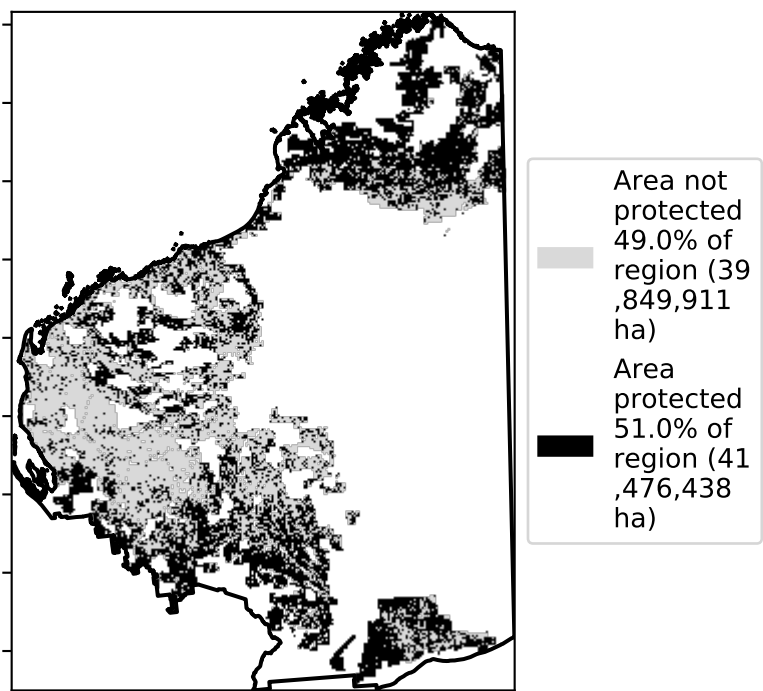 Area not
protected
49.0% of
region (39
,849,911
ha)
Area
protected
51.0% of
region (41
,476,438
ha)